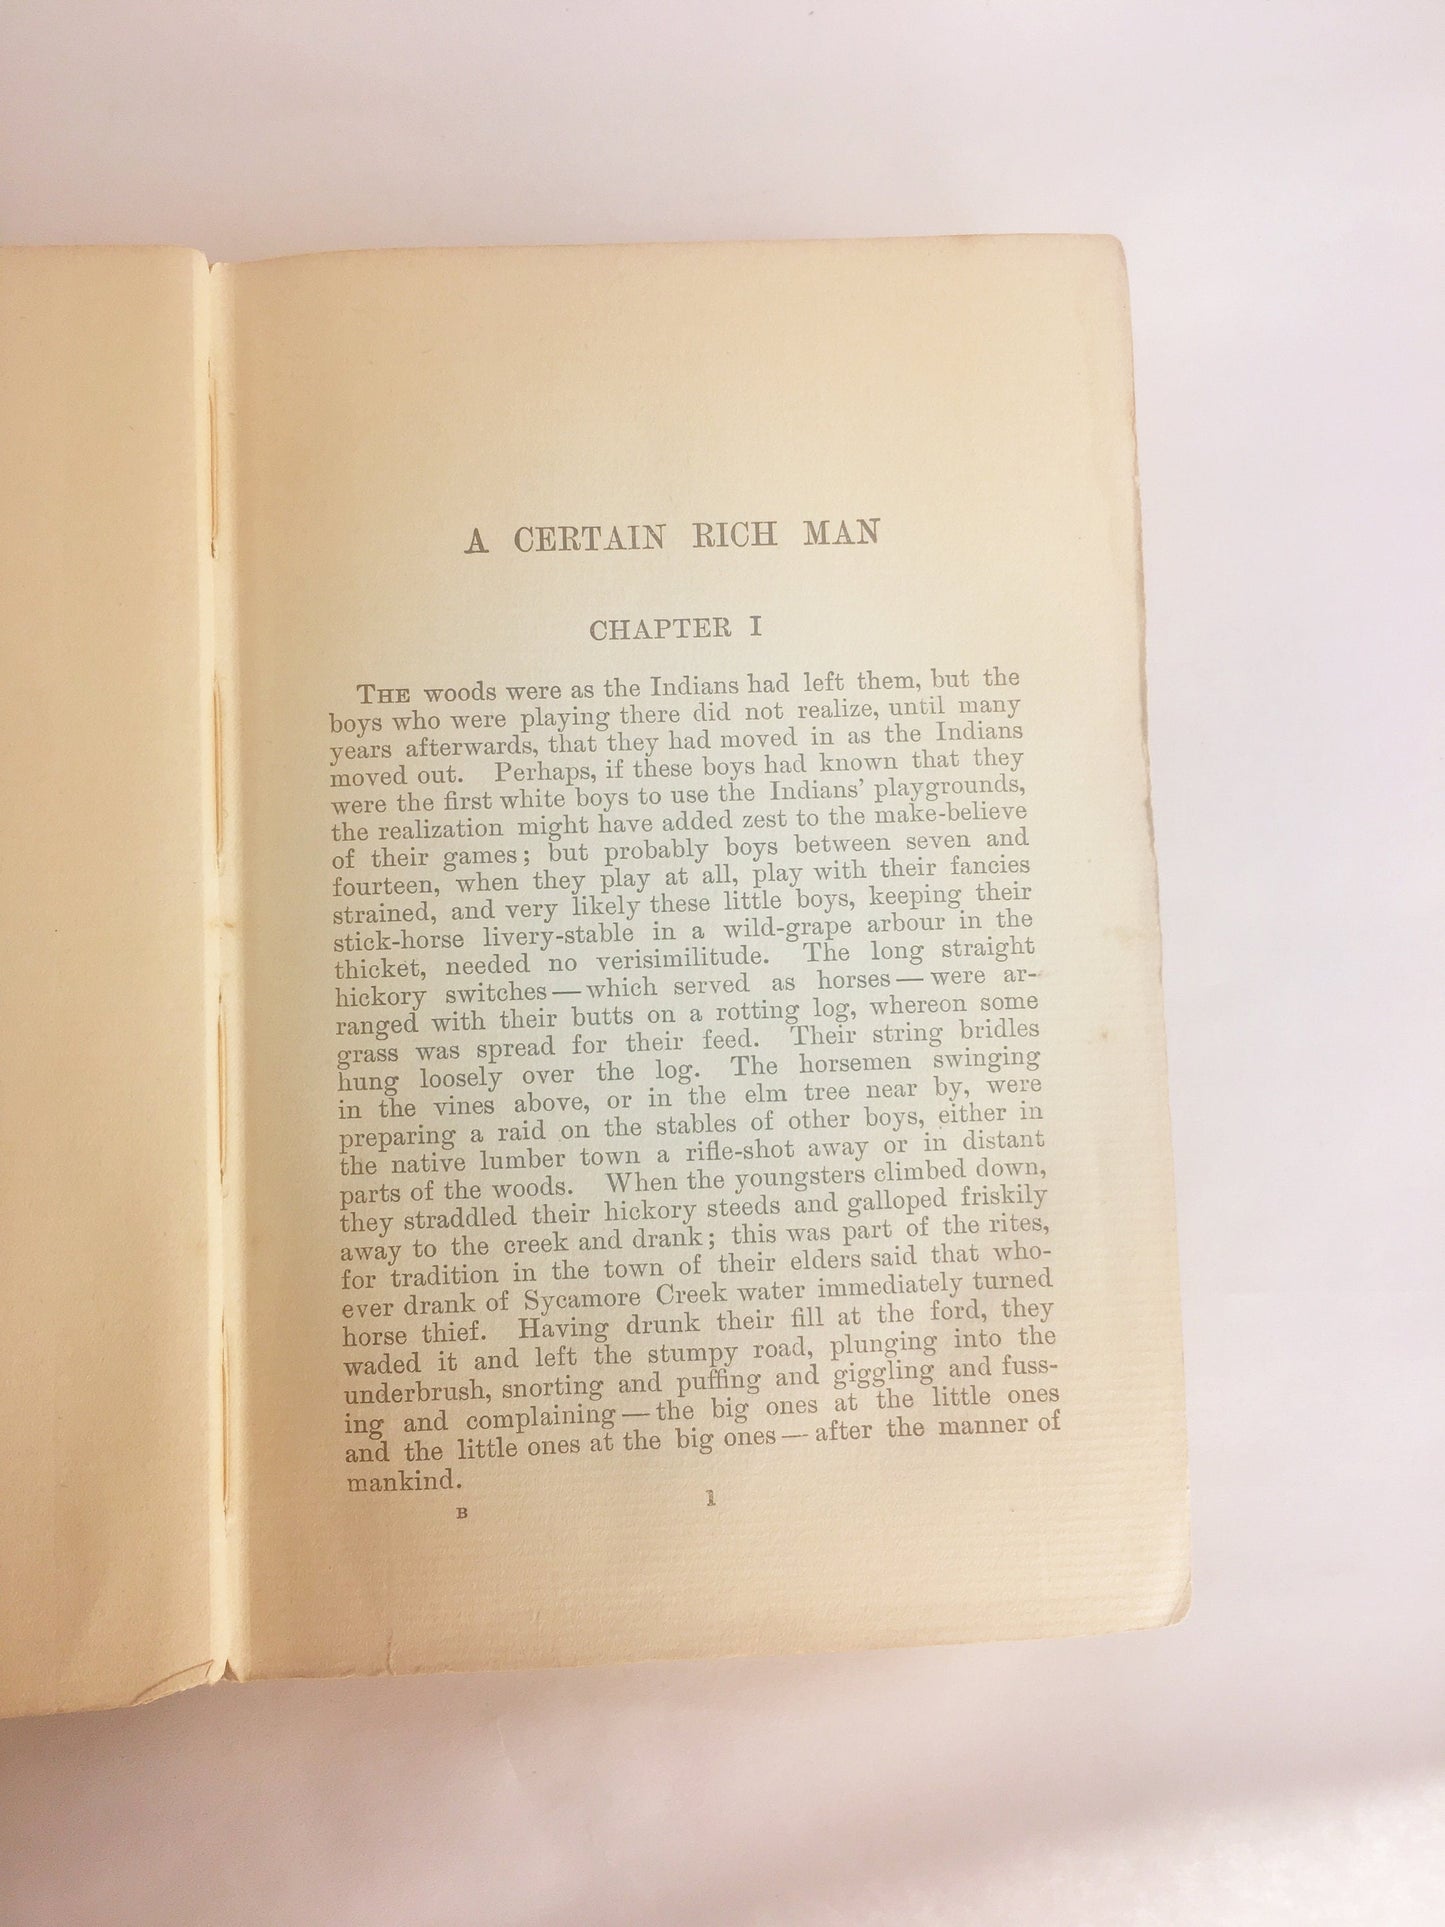 A CERTAIN RICH MAN
CHAPTER I
THE woods were as the Indians had left them, but the
boys who were playing there did not realize, until many
years afterwards, that they had moved in as the Indians
moved out. Perhaps, if these boys had known that they
were the first white boys to use the Indians' playgrounds,
the realization might have added zest to the make-believe
of their games; but probably boys between seven and
fourteen, when they play at all, play with their fancies
strained, and very likely these little boys, keeping their
stick-horse livery-stable in a wild-grape arbour in the
thicket, needed no verisimilitude. The long straight
hickory switches — which served as horses — were ar-
ranged with their butts on a rotting log, whereon some
grass was spread for their feed. Their string bridles
hung loosely over the log. The horsemen swinging
in the vines above, or in the elm tree near by, were
preparing a raid on the stables of other boys, either in
the native lumber town a rifle-shot away or in distant
parts of the woods. When the youngsters climbed down,
they straddled their hickory steeds and galloped friskily
away to the creek and drank; this was part of the rites,
for tradition in the town of their elders said that who-
ever drank of Sycamore Creek water immediately turned
horse thief. Having drunk their fill at the ford, they
waded it and left the stumpy road, plunging into the
underbrush, snorting and puffing and giggling and fuss-
ing and complaining — the big ones at the little ones
and the little ones at the big ones — after the manner of
mankind.
B 1